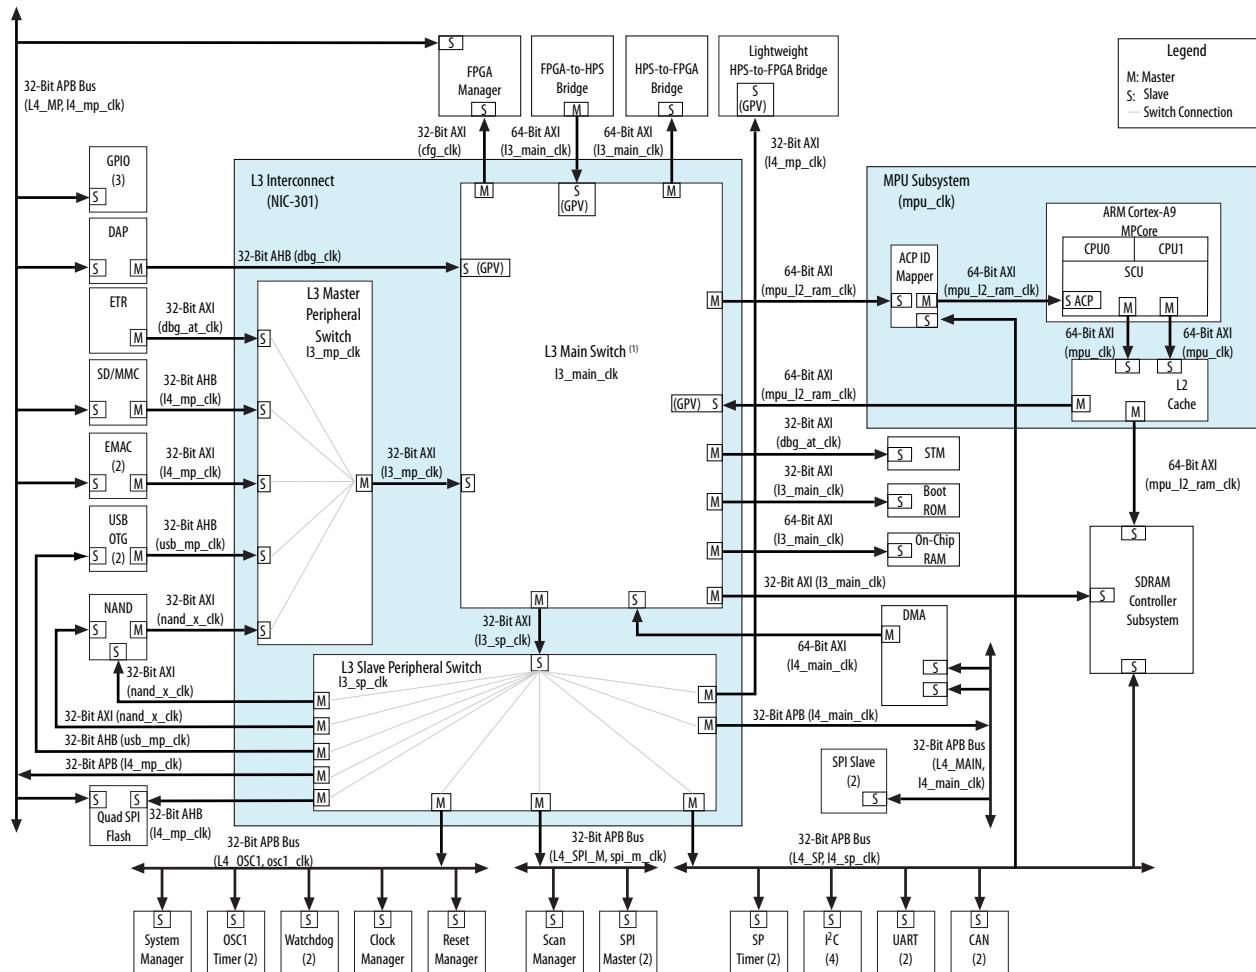 32-Bit APB Bus
(L4_MP, l4_mp_clk)
S
FPGA
Manager
S
FPGA-to-HPS
Bridge
M
HPS-to-FPGA
Bridge
S
Lightweight
HPS-to-FPGA Bridge
S
(GPV)
Legend
M: Master
S: Slave
Switch Connection
32-Bit AXI
(cfg_clk)
64-Bit AXI
(l3_main_clk)
64-Bit AXI
(l3_main_clk)
32-Bit AXI
(l4_mp_clk)
GPIO
(3)
S
DAP
S
M
32-Bit AHB (dbg_clk)
ETR
M
32-Bit AXI
(dbg_at_clk)
SD/MMC
S
M
32-Bit AHB
(l4_mp_clk)
EMAC
(2)
S
M
32-Bit AXI
(l4_mp_clk)
USB
OTG
(2)
S
M
32-Bit AHB
(usb_mp_clk)
NAND
S
M
S
32-Bit AXI
(nand_x_clk)
L3 Interconnect
(NIC-301)
L3 Master
Peripheral
Switch
l3_mp_clk
S
S
S
S
S
M
32-Bit AXI
(l3_mp_clk)
M
S
(GPV)
M
S (GPV)
L3 Main Switch (1)
l3_main_clk
S
M
(GPV) S
M
M
M
M
M
S
MPU Subsystem
(mpu_clk)
ARM Cortex-A9
MPCore
CPU0
CPU1
SCU
S ACP
M
M
ACP ID
Mapper
S
M
S
64-Bit AXI
(mpu_l2_ram_clk)
64-Bit AXI
(mpu_l2_ram_clk)
64-Bit AXI
(mpu_clk)
64-Bit AXI
(mpu_clk)
S
S
L2
Cache
M
M
64-Bit AXI
(mpu_l2_ram_clk)
32-Bit AXI
(dbg_at_clk)
S
STM
32-Bit AXI
(l3_main_clk)
S
Boot
ROM
64-Bit AXI
(l3_main_clk)
S
On-Chip
RAM
32-Bit AXI (l3_main_clk)
64-Bit AXI
(mpu_l2_ram_clk)
S
S
SDRAM
Controller
Subsystem
S
DMA
M
S
S
64-Bit AXI
(l4_main_clk)
32-Bit AXI
(l3_sp_clk)
L3 Slave Peripheral Switch
l3_sp_clk
S
M
M
M
M
M
M
M
M
M
M
32-Bit AXI
(nand_x_clk)
32-Bit AXI (nand_x_clk)
32-Bit AHB (usb_mp_clk)
32-Bit APB (l4_mp_clk)
S
S
Quad SPI
Flash
32-Bit AHB
(l4_mp_clk)
32-Bit APB (l4_main_clk)
32-Bit APB Bus
(L4_MAIN,
l4_main_clk)
SPI Slave
(2)
S
32-Bit APB Bus
(L4_OSC1, osc1_clk)
32-Bit APB Bus
(L4_SPI_M, spi_m_clk)
32-Bit APB Bus
(L4_SP, l4_sp_clk)
S
System
Manager
S
OSC1
Timer (2)
S
Watchdog
(2)
S
Clock
Manager
S
Reset
Manager
S
Scan
Manager
S
SPI
Master (2)
S
SP
Timer (2)
S
I2C
(4)
S
UART
(2)
S
CAN
(2)